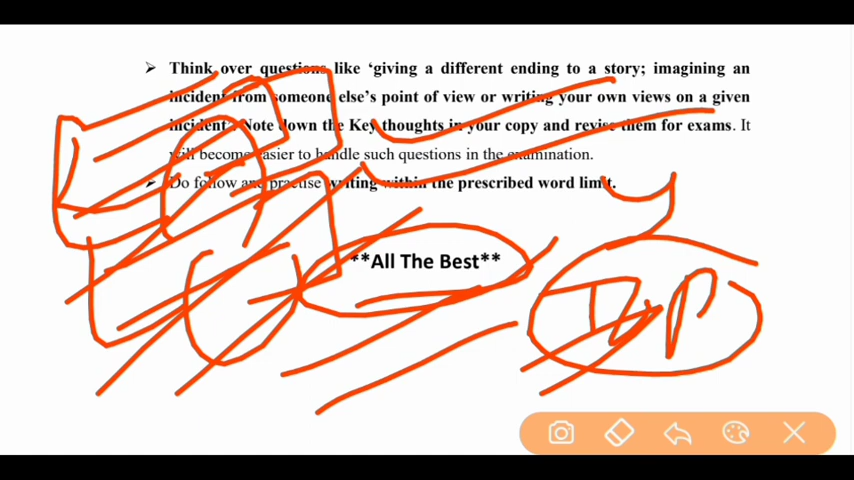 ➢ Think over questions like ‘giving a different ending to a story; imagining an
incident from someone else’s point of view or writing your own views on a given
incident’. Note down the Key thoughts in your copy and revise them for exams. It
will become easier to handle such questions in the examination.
➢ Do follow and practise writing within the prescribed word limit.
**All The Best**